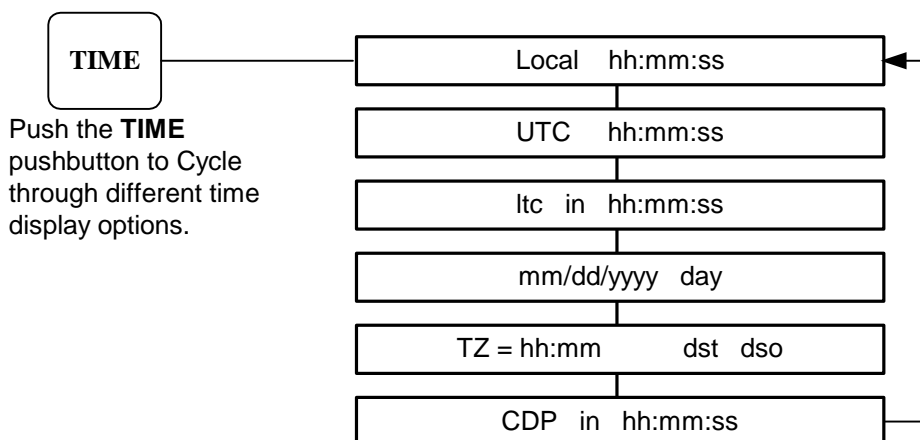 TIME
Push the TIME
pushbutton to Cycle
through different time
display options.
Local hh:mm:ss
UTC hh:mm:ss
ltc in hh:mm:ss
mm/dd/yyyy day
TZ = hh:mm dst dso
CDP in hh:mm:ss